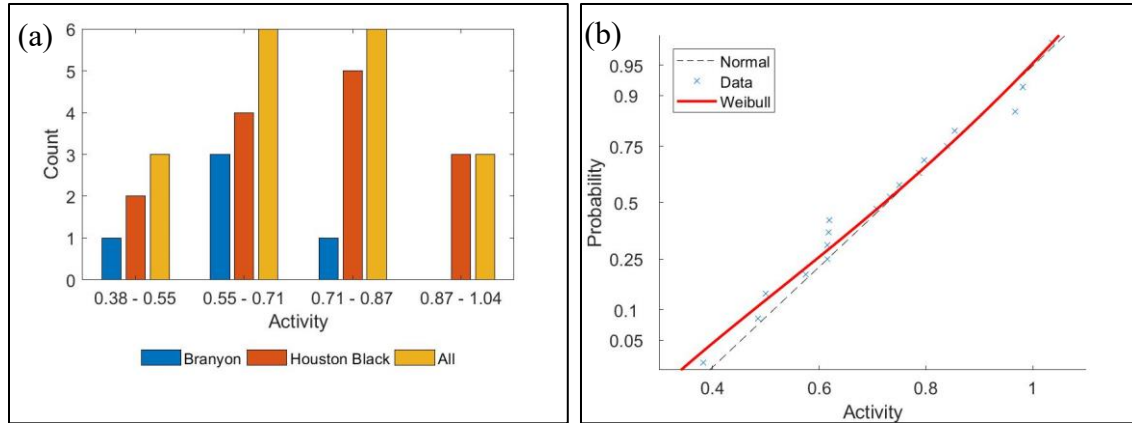 (a)
6
5
4
3
2
1
0
Count
0.38 - 0.55 0.55 - 0.71 0.71 - 0.87 0.87 - 1.04
Activity
Branyon Houston Black All
(b)
Normal
Data
Weibull
0.95
0.9
0.75
0.5
0.25
0.1
0.05
Probability
0.4 0.6 0.8 1
Activity